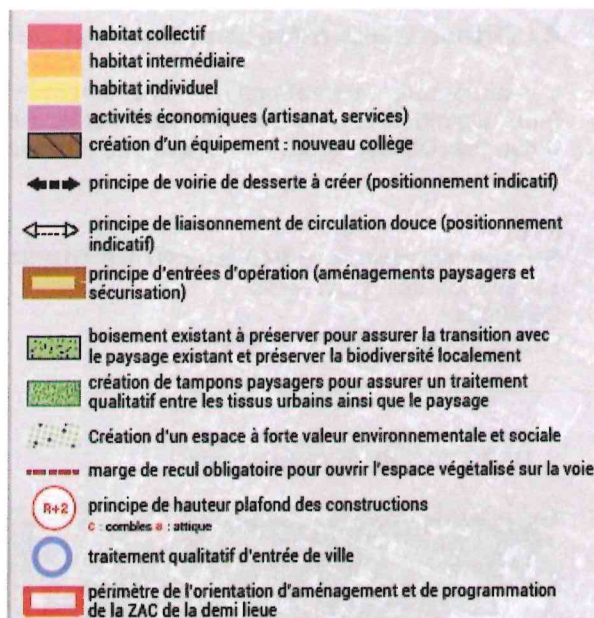 habitat collectif
habitat intermédiaire
habitat individuel
activités économiques (artisanat, services)
création d'un équipement : nouveau collège
principe de voirie de desserte à créer (positionnement indicatif)
principe de liaisonnement de circulation douce (positionnement
indicatif)
principe d'entrées d'opération (aménagements paysagers et
sécurisation)
boisement existant à préserver pour assurer la transition avec
le paysage existant et préserver la biodiversité localement
création de tampons paysagers pour assurer un traitement
qualitatif entre les tissus urbains ainsi que le paysage
Création d'un espace à forte valeur environnementale et sociale
marge de recul obligatoire pour ouvrir l'espace végétalisé sur la voie
R+2 principe de hauteur plafond des constructions
c : combles a : attique
traitement qualitatif d'entrée de ville
périmètre de l'orientation d'aménagement et de programmation
de la ZAC de la demi lieue